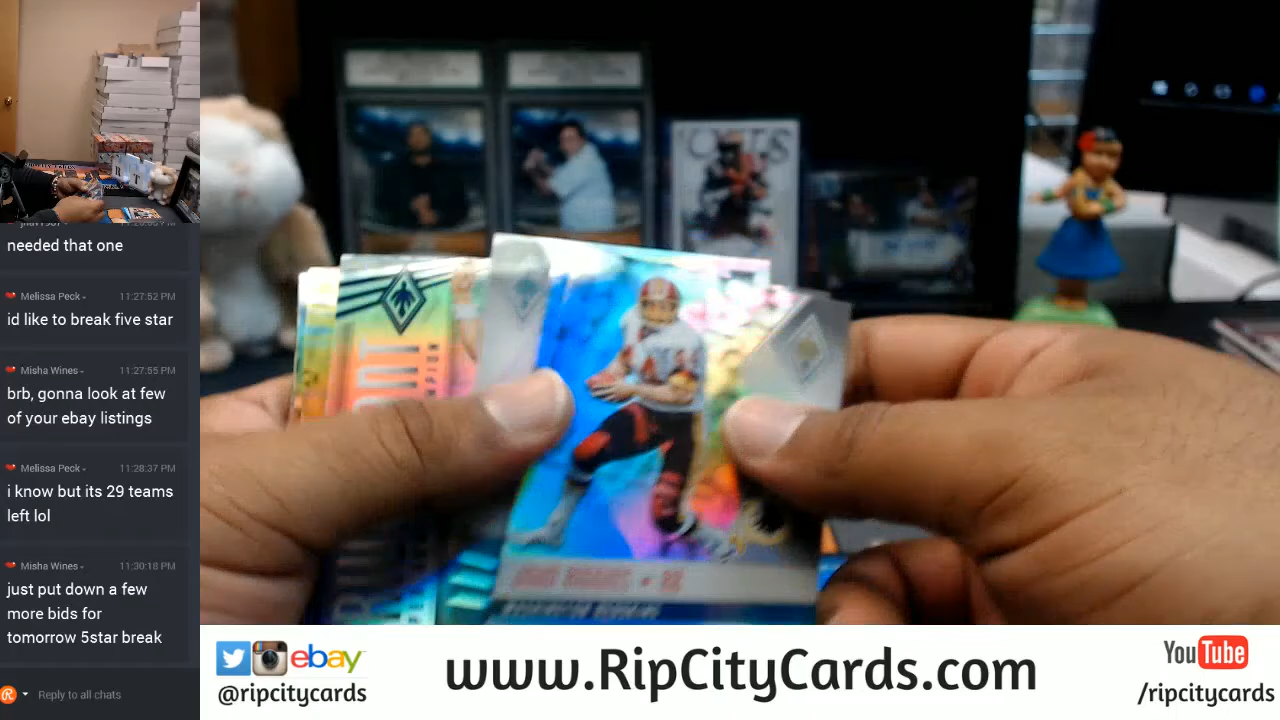 needed that one
Melissa Peck 11:27:52 PM
id like to break five star
Misha Wines 11:27:55 PM
brb, gonna look at few
of your ebay listings
Melissa Peck 11:28:37 PM
i know but its 29 teams
left lol
Misha Wines 11:30:18 PM
just put down a few
more bids for
tomorrow 5star break
Reply to all chats
ebay
@ripcitycards
www.RipCityCards.com
YouTube
/ripcitycards